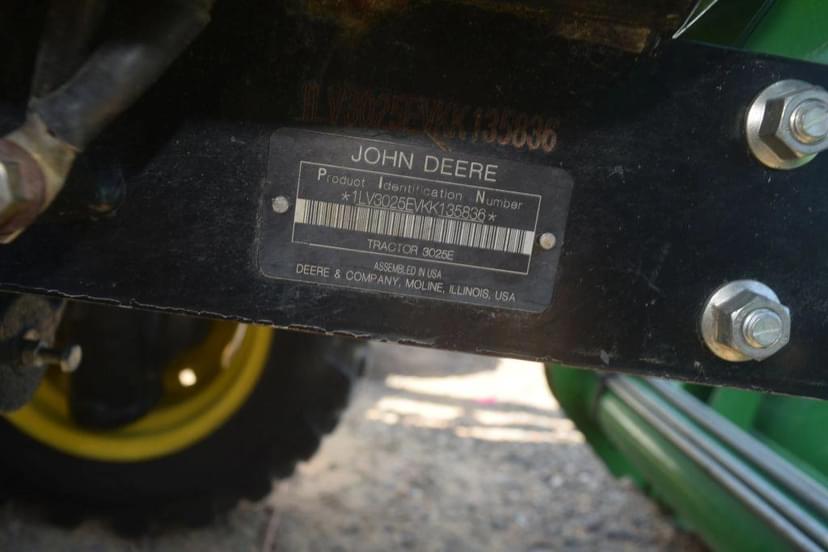 1LV3025EVKK135836
JOHN DEERE
Product Identification Number
*1LV3025EVKK135836*
TRACTOR 3025E
ASSEMBLED IN USA
DEERE & COMPANY, MOLINE, ILLINOIS, USA